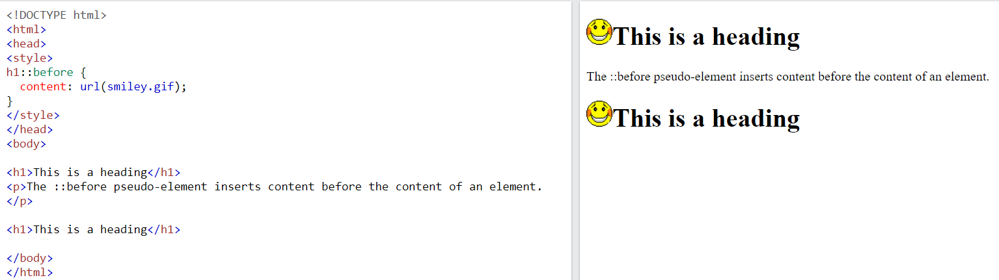 <!DOCTYPE html>
<html>
<head>
<style>
h1::before {
  content: url(smiley.gif);
}
</style>
</head>
<body>

<h1>This is a heading</h1>
<p>The ::before pseudo-element inserts content before the content of an element.
</p>

<h1>This is a heading</h1>

</body>
</html>
This is a heading
The ::before pseudo-element inserts content before the content of an element.
This is a heading